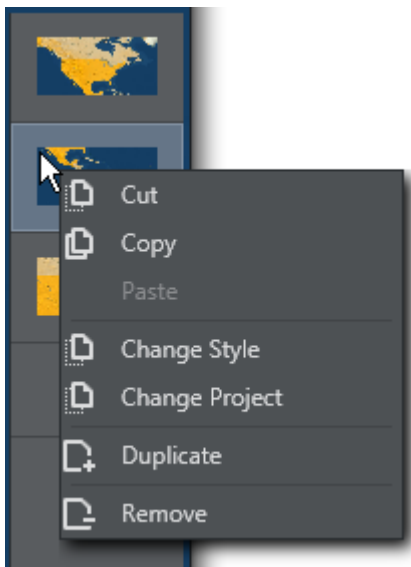 Cut
Copy
Paste
Change Style
Change Project
Duplicate
Remove